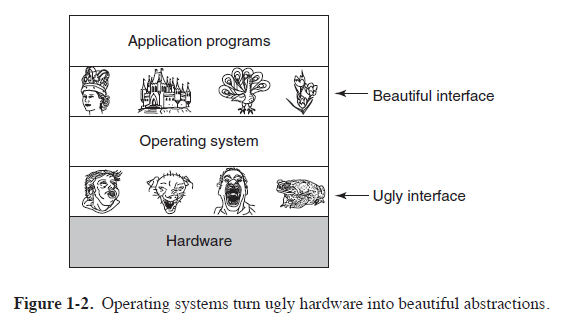 Application programs
Beautiful interface
Operating system
Ugly interface
Hardware
Figure 1-2. Operating systems turn ugly hardware into beautiful abstractions.